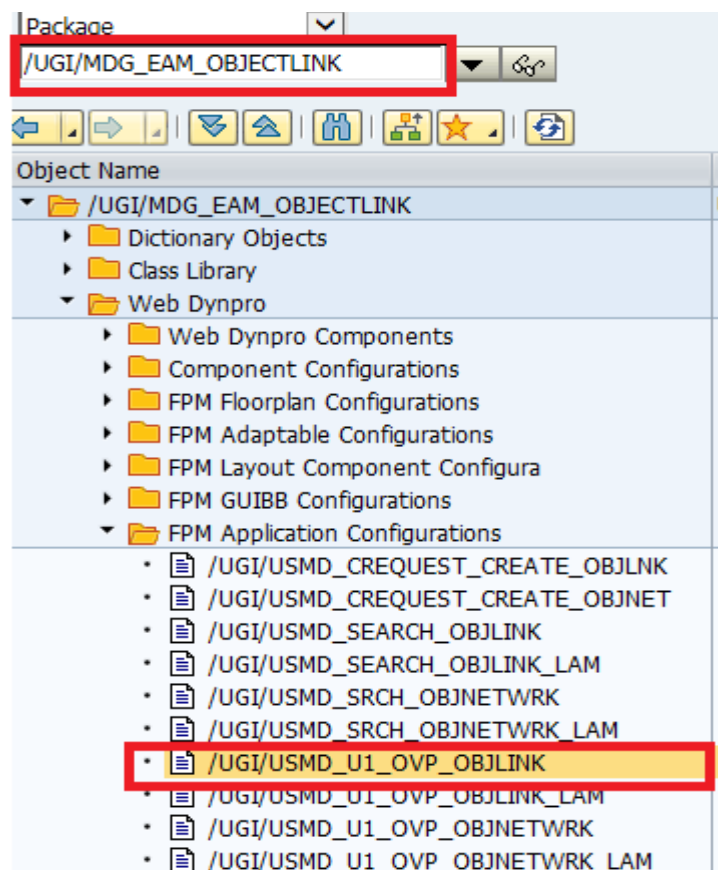 Package
/UGI/MDG_EAM_OBJECTLINK
Object Name
/UGI/MDG_EAM_OBJECTLINK
Dictionary Objects
Class Library
Web Dynpro
Web Dynpro Components
Component Configurations
FPM Floorplan Configurations
FPM Adaptable Configurations
FPM Layout Component Configura
FPM GUIBB Configurations
FPM Application Configurations
/UGI/USMD_CREQUEST_CREATE_OBJLNK
/UGI/USMD_CREQUEST_CREATE_OBJNET
/UGI/USMD_SEARCH_OBJLINK
/UGI/USMD_SEARCH_OBJLINK_LAM
/UGI/USMD_SRCH_OBJNETWRK
/UGI/USMD_SRCH_OBJNETWRK_LAM
/UGI/USMD_U1_OVP_OBJLINK
/UGI/USMD_U1_OVP_OBJLINK_LAM
/UGI/USMD_U1_OVP_OBJNETWRK
/UGI/USMD_U1_OVP_OBJNETWRK_LAM